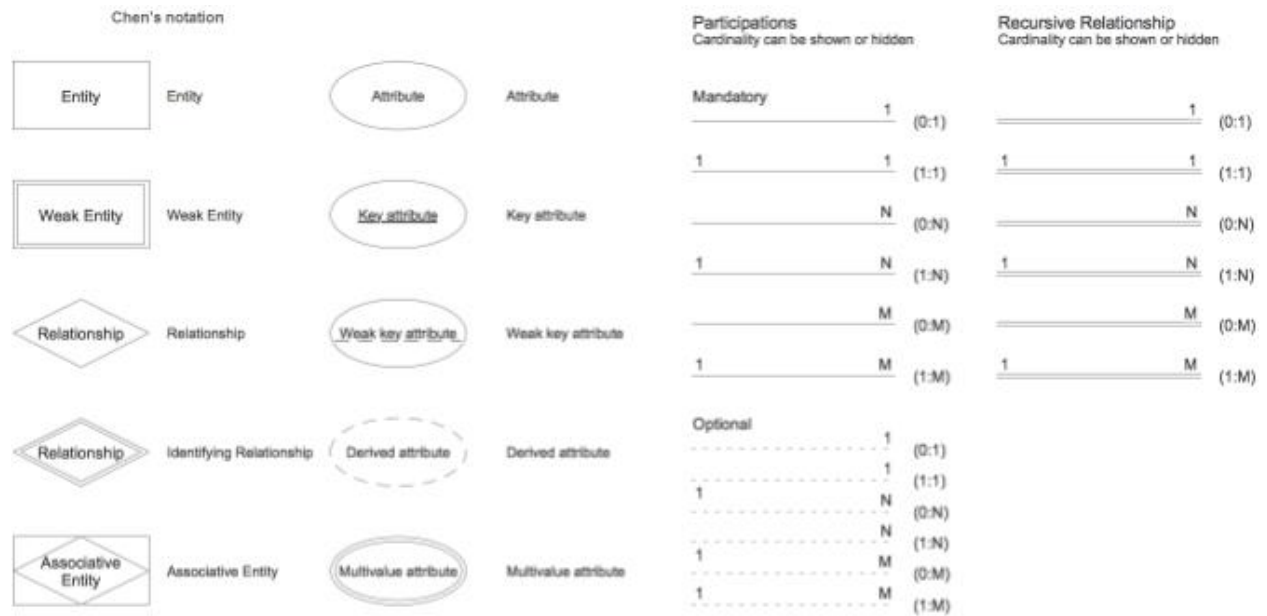 Chen's notation
Entity
Entity
Attribute
Attribute
Weak Entity
Weak Entity
Key attribute
Key attribute
Relationship
Relationship
Weak key attribute
Weak key attribute
Relationship
Identifying Relationship
Derived attribute
Derived attribute
Associative
Entity
Associative Entity
Multivalue attribute
Multivalue attribute
Participations
Cardinality can be shown or hidden
Mandatory
1
(0:1)
1 1
(1:1)
N
(0:N)
1 N
(1:N)
M
(0:M)
1 M
(1:M)
Optional
1
(0:1)
1
(1:1)
1
N
(0:N)
N
(1:N)
1
M
(0:M)
1 M
(1:M)
Recursive Relationship
Cardinality can be shown or hidden
1
(0:1)
1 1
(1:1)
N
(0:N)
1 N
(1:N)
M
(0:M)
1 M
(1:M)